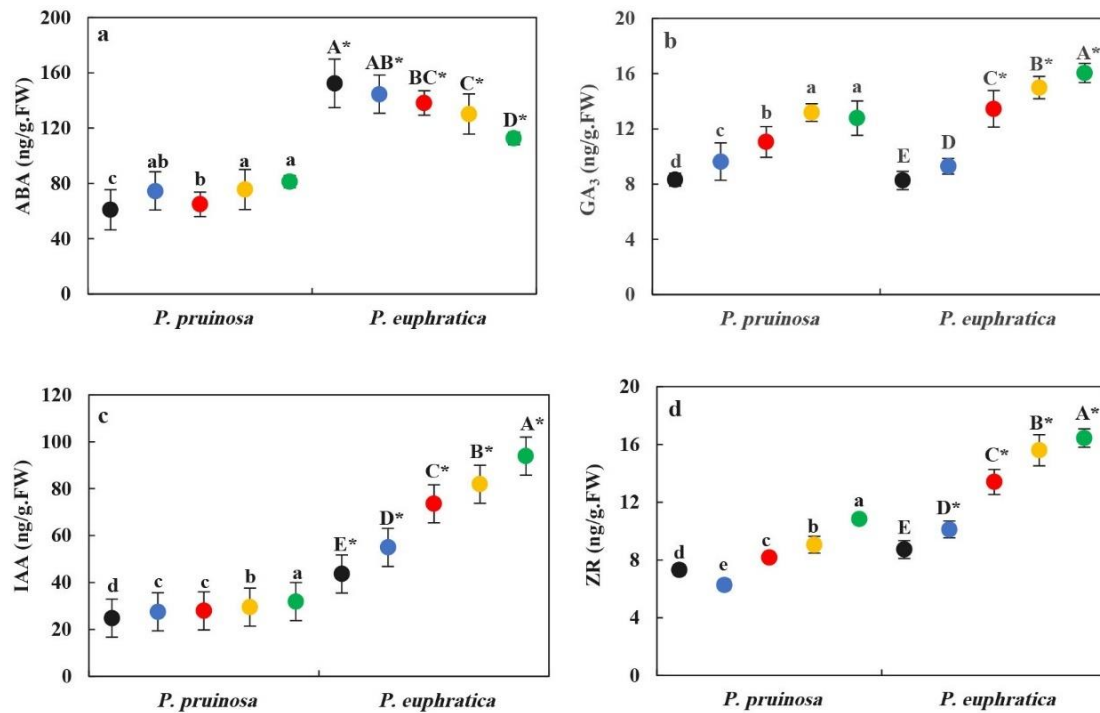 a
ABA (ng/g.FW)
200
160
120
80
40
0
c
ab
b
a
a
A*
AB*
BC*
C*
D*
P. pruinosa
P. euphratica
b
GA3 (ng/g.FW)
20
16
12
8
4
0
d
c
b
a
a
E
D
C*
B*
A*
P. pruinosa
P. euphratica
c
IAA (ng/g.FW)
120
100
80
60
40
20
0
d
c
c
b
a
E*
D*
C*
B*
A*
P. pruinosa
P. euphratica
d
ZR (ng/g.FW)
20
16
12
8
4
0
d
e
c
b
a
E
D*
C*
B*
A*
P. pruinosa
P. euphratica